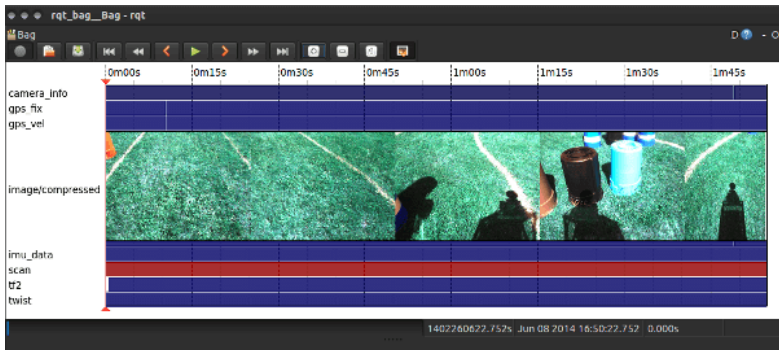 rqt_bag__Bag - rqt
Bag
D - O
0m00s 0m15s 0m30s 0m45s 1m00s 1m15s 1m30s 1m45s
camera_info
gps_fix
gps_vel
image/compressed
imu_data
scan
tf2
twist
1402260622.752s Jun 08 2014 16:50:22.752 0.000s